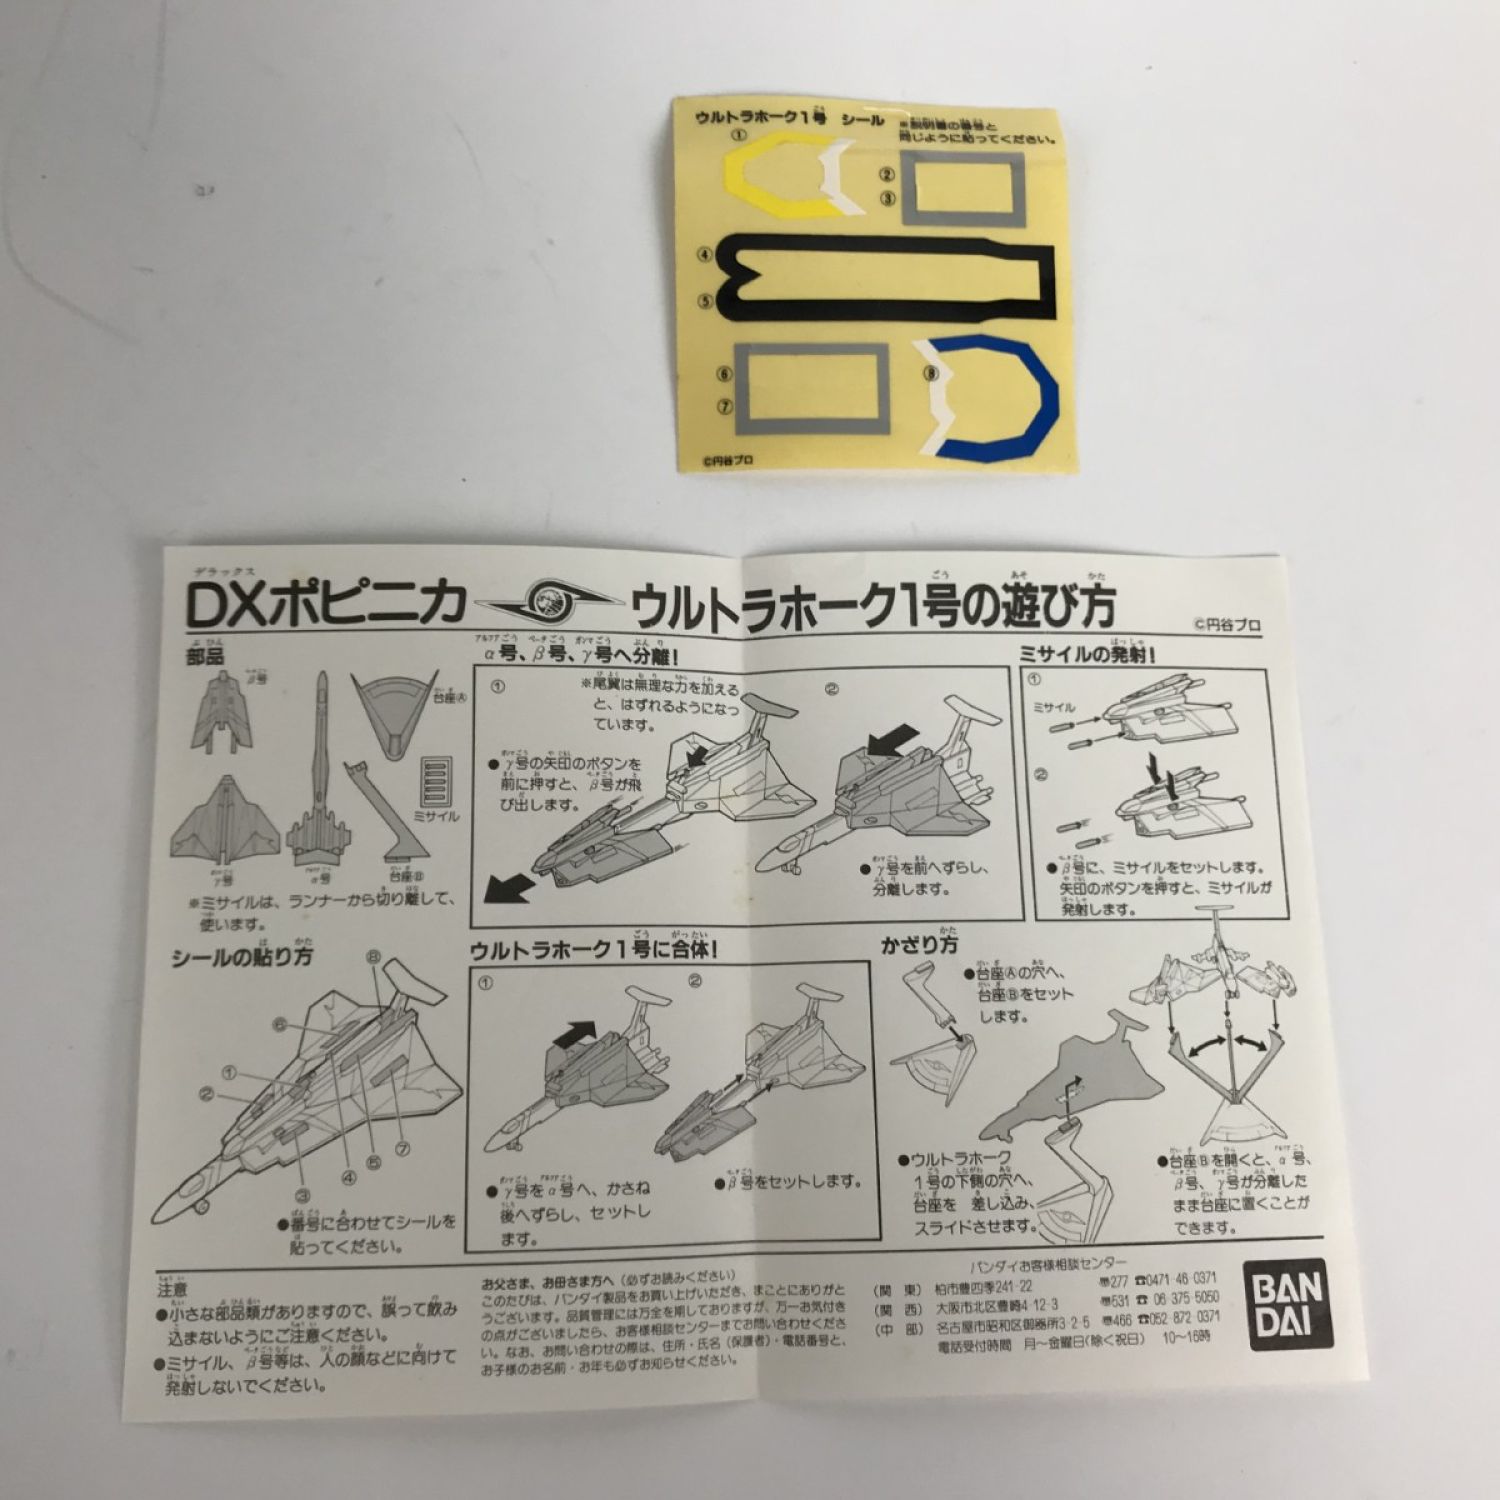 ウルトラホーク1号 シール
※説明書の番号と
同じように貼ってください。
①
②
③
④
⑤
⑥
⑦
⑧
©円谷プロ
デラックス
DXポピニカ
ウルトラホーク1号の遊び方
©円谷プロ
部品
β号
台座Ⓐ
ミサイル
γ号
α号
台座Ⓑ
※ミサイルは、ランナーから切り離して、
使います。
α号、β号、γ号へ分離!
①
※尾翼は無理な力を加える
と、はずれるようになっ
ています。
●γ号の矢印のボタンを
前に押すと、β号が飛
び出します。
②
●γ号を前へずらし、
分離します。
ミサイルの発射!
①
ミサイル
②
●β号に、ミサイルをセットします。
矢印のボタンを押すと、ミサイルが
発射します。
シールの貼り方
⑧
⑥
①
②
⑦
⑤
④
③
●番号に合わせてシールを
貼ってください。
ウルトラホーク1号に合体!
①
●γ号をα号へ、かさね
後へずらし、セットし
ます。
②
●β号をセットします。
かざり方
●台座Ⓐの穴へ、
台座Ⓑをセット
します。
●ウルトラホーク
1号の下側の穴へ、
台座を 差し込み、
スライドさせます。
●台座Ⓑを開くと、α号、
β号、γ号が分離した
まま台座に置くことが
できます。
注意
●小さな部品類がありますので、誤って飲み
込まないようにご注意ください。
●ミサイル、β号等は、人の顔などに向けて
発射しないでください。
お父さま、お母さま方へ(必ずお読みください)
このたびは、バンダイ製品をお買い上げいただき、まことにありがと
うございます。品質管理には万全を期しておりますが、万一お気付き
の点がございましたら、お客様相談センターまでお問い合わせくださ
い。なお、お問い合わせの際は、住所・氏名(保護者)・電話番号と、
お子様のお名前・お年も必ずお知らせください。
バンダイお客様相談センター
(関 東) 柏市豊四季241-22 〠277 ☎0471-46-0371
(関 西) 大阪市北区豊崎4-12-3 〠531 ☎06-375-5050
(中 部) 名古屋市昭和区御器所3-2-5 〠466 ☎052-872-0371
電話受付時間 月〜金曜日(除く祝日) 10〜16時
BAN
DAI